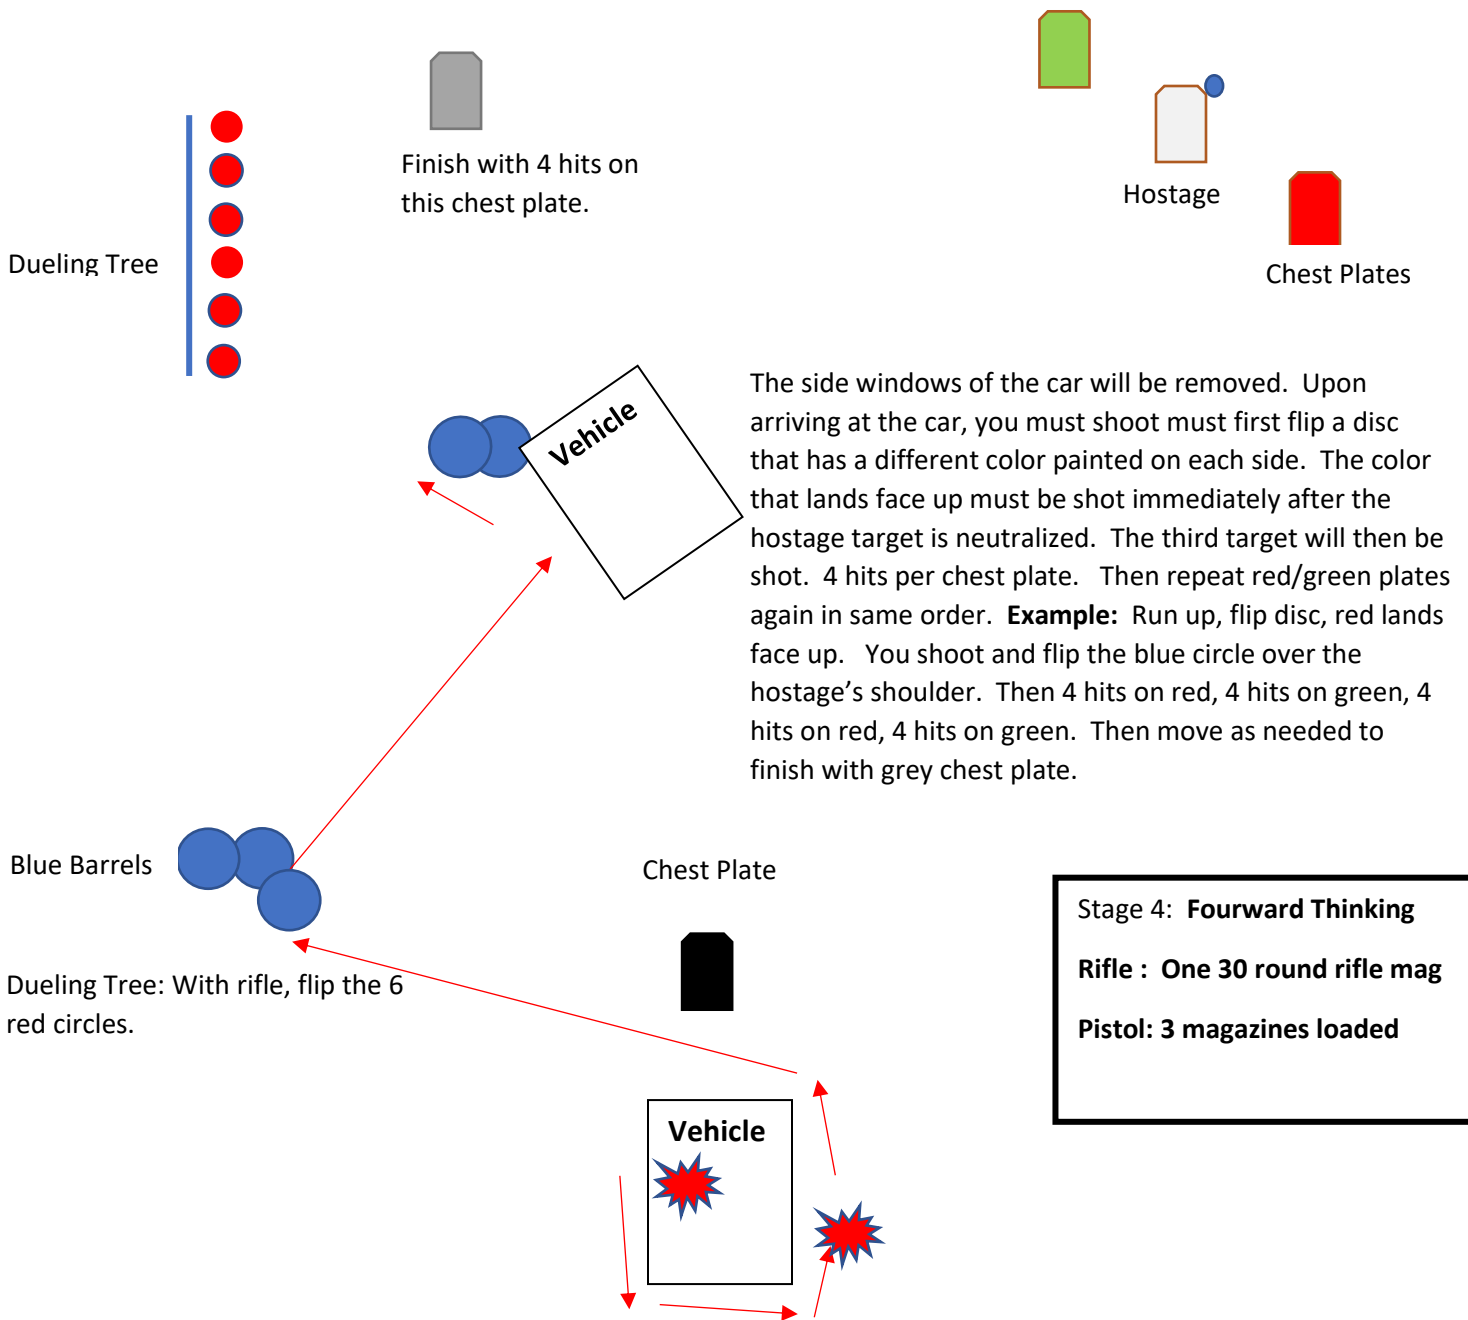 Finish with 4 hits on
this chest plate.
Hostage
Dueling Tree
Chest Plates
Vehicle
The side windows of the car will be removed.  Upon
arriving at the car, you must shoot must first flip a disc
that has a different color painted on each side.  The color
that lands face up must be shot immediately after the
hostage target is neutralized.  The third target will then be
shot.  4 hits per chest plate.   Then repeat red/green plates
again in same order.  Example:  Run up, flip disc, red lands
face up.   You shoot and flip the blue circle over the
hostage’s shoulder.  Then 4 hits on red, 4 hits on green, 4
hits on red, 4 hits on green.  Then move as needed to
finish with grey chest plate.
Blue Barrels
Chest Plate
Dueling Tree: With rifle, flip the 6
red circles.
Stage 4:  Fourward Thinking
Rifle :  One 30 round rifle mag
Pistol: 3 magazines loaded
Vehicle